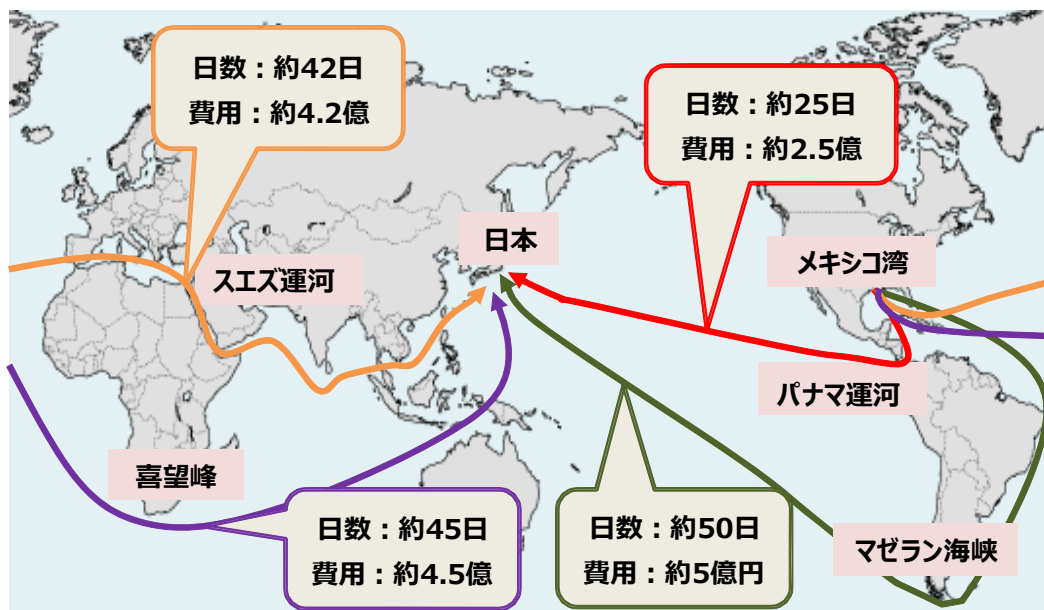 日数：約42日
費用：約4.2億
日数：約25日
費用：約2.5億
日本
メキシコ湾
スエズ運河
パナマ運河
喜望峰
日数：約45日
費用：約4.5億
日数：約50日
費用：約5億円
マゼラン海峡